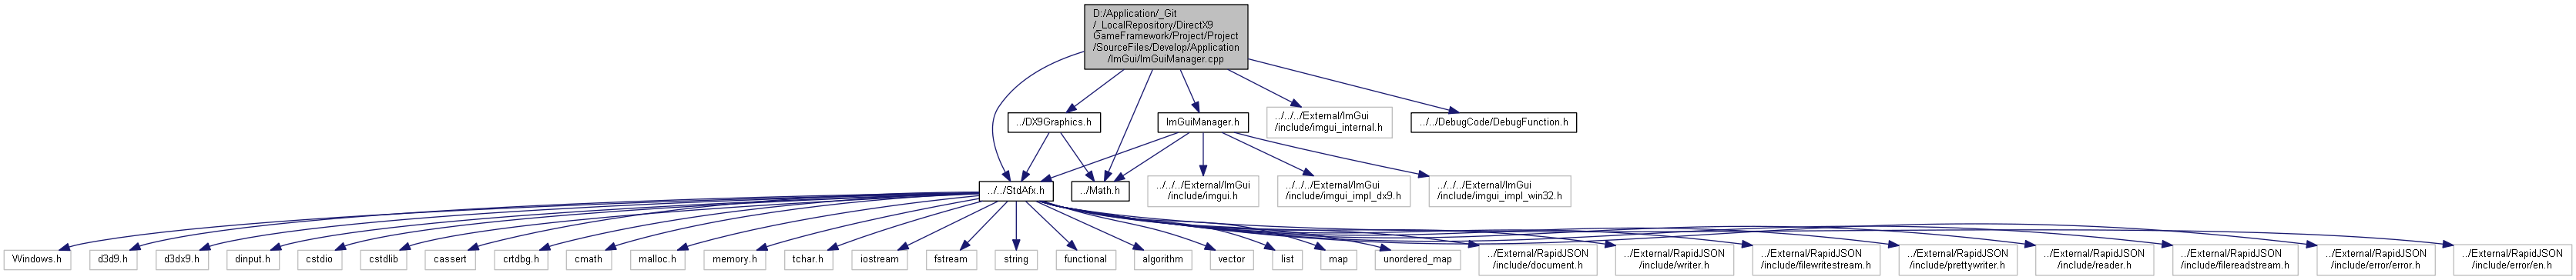 D:/Application/_Git
/_LocalRepository/DirectX9
GameFramework/Project/Project
/SourceFiles/Develop/Application
/ImGui/ImGuiManager.cpp
../DX9Graphics.h
ImGuiManager.h
../../../External/ImGui
/include/imgui_internal.h
../../DebugCode/DebugFunction.h
../../StdAfx.h
../Math.h
../../../External/ImGui
/include/imgui.h
../../../External/ImGui
/include/imgui_impl_dx9.h
../../../External/ImGui
/include/imgui_impl_win32.h
Windows.h
d3d9.h
d3dx9.h
dinput.h
cstdio
cstdlib
cassert
crtdbg.h
cmath
malloc.h
memory.h
tchar.h
iostream
fstream
string
functional
algorithm
vector
list
map
unordered_map
../External/RapidJSON
/include/document.h
../External/RapidJSON
/include/writer.h
../External/RapidJSON
/include/filewritestream.h
../External/RapidJSON
/include/prettywriter.h
../External/RapidJSON
/include/reader.h
../External/RapidJSON
/include/filereadstream.h
../External/RapidJSON
/include/error/error.h
../External/RapidJSON
/include/error/en.h